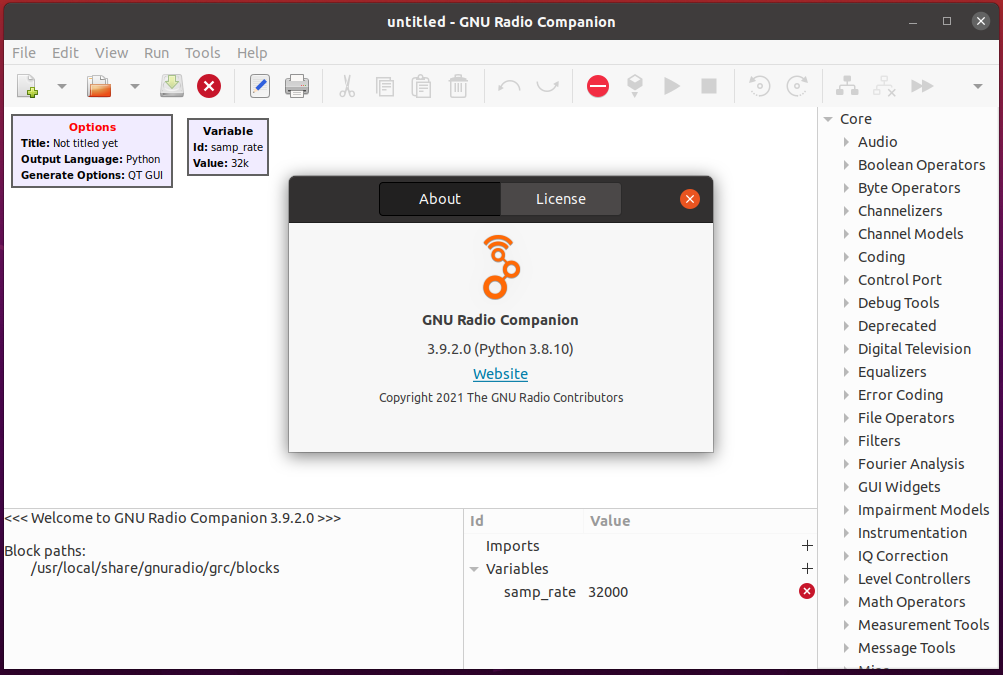 untitled - GNU Radio Companion
File Edit View Run Tools Help
Options
Title: Not titled yet
Output Language: Python
Generate Options: QT GUI
Variable
Id: samp_rate
Value: 32k
About License
GNU Radio Companion
3.9.2.0 (Python 3.8.10)
Website
Copyright 2021 The GNU Radio Contributors
Core
Audio
Boolean Operators
Byte Operators
Channelizers
Channel Models
Coding
Control Port
Debug Tools
Deprecated
Digital Television
Equalizers
Error Coding
File Operators
Filters
Fourier Analysis
GUI Widgets
Impairment Models
Instrumentation
IQ Correction
Level Controllers
Math Operators
Measurement Tools
Message Tools
<<< Welcome to GNU Radio Companion 3.9.2.0 >>>
Block paths:
/usr/local/share/gnuradio/grc/blocks
Id Value
Imports
Variables
samp_rate 32000